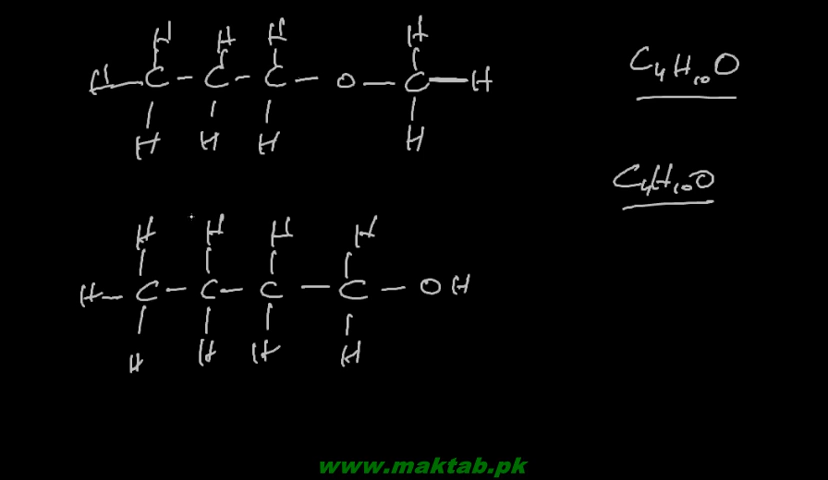 H H H H
H C - C - C - O - C - H
H H H H
C4H10O
C4H10O
H H H H
H - C - C - C - C - OH
H H H H
www.maktab.pk